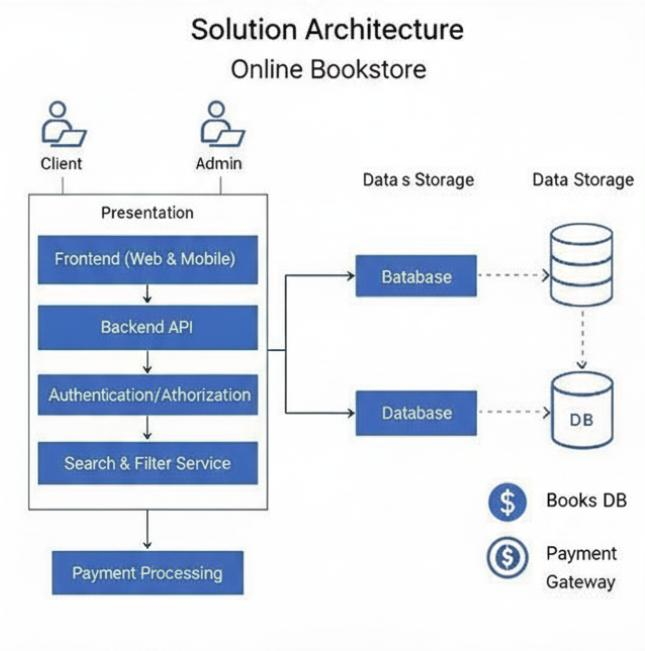 Solution Architecture
Online Bookstore
Client
Admin
Data s Storage
Data Storage
Presentation
Frontend (Web & Mobile)
Batabase
Backend API
Authentication/Athorization
Database
DB
Search & Filter Service
$ Books DB
$ Payment
Gateway
Payment Processing